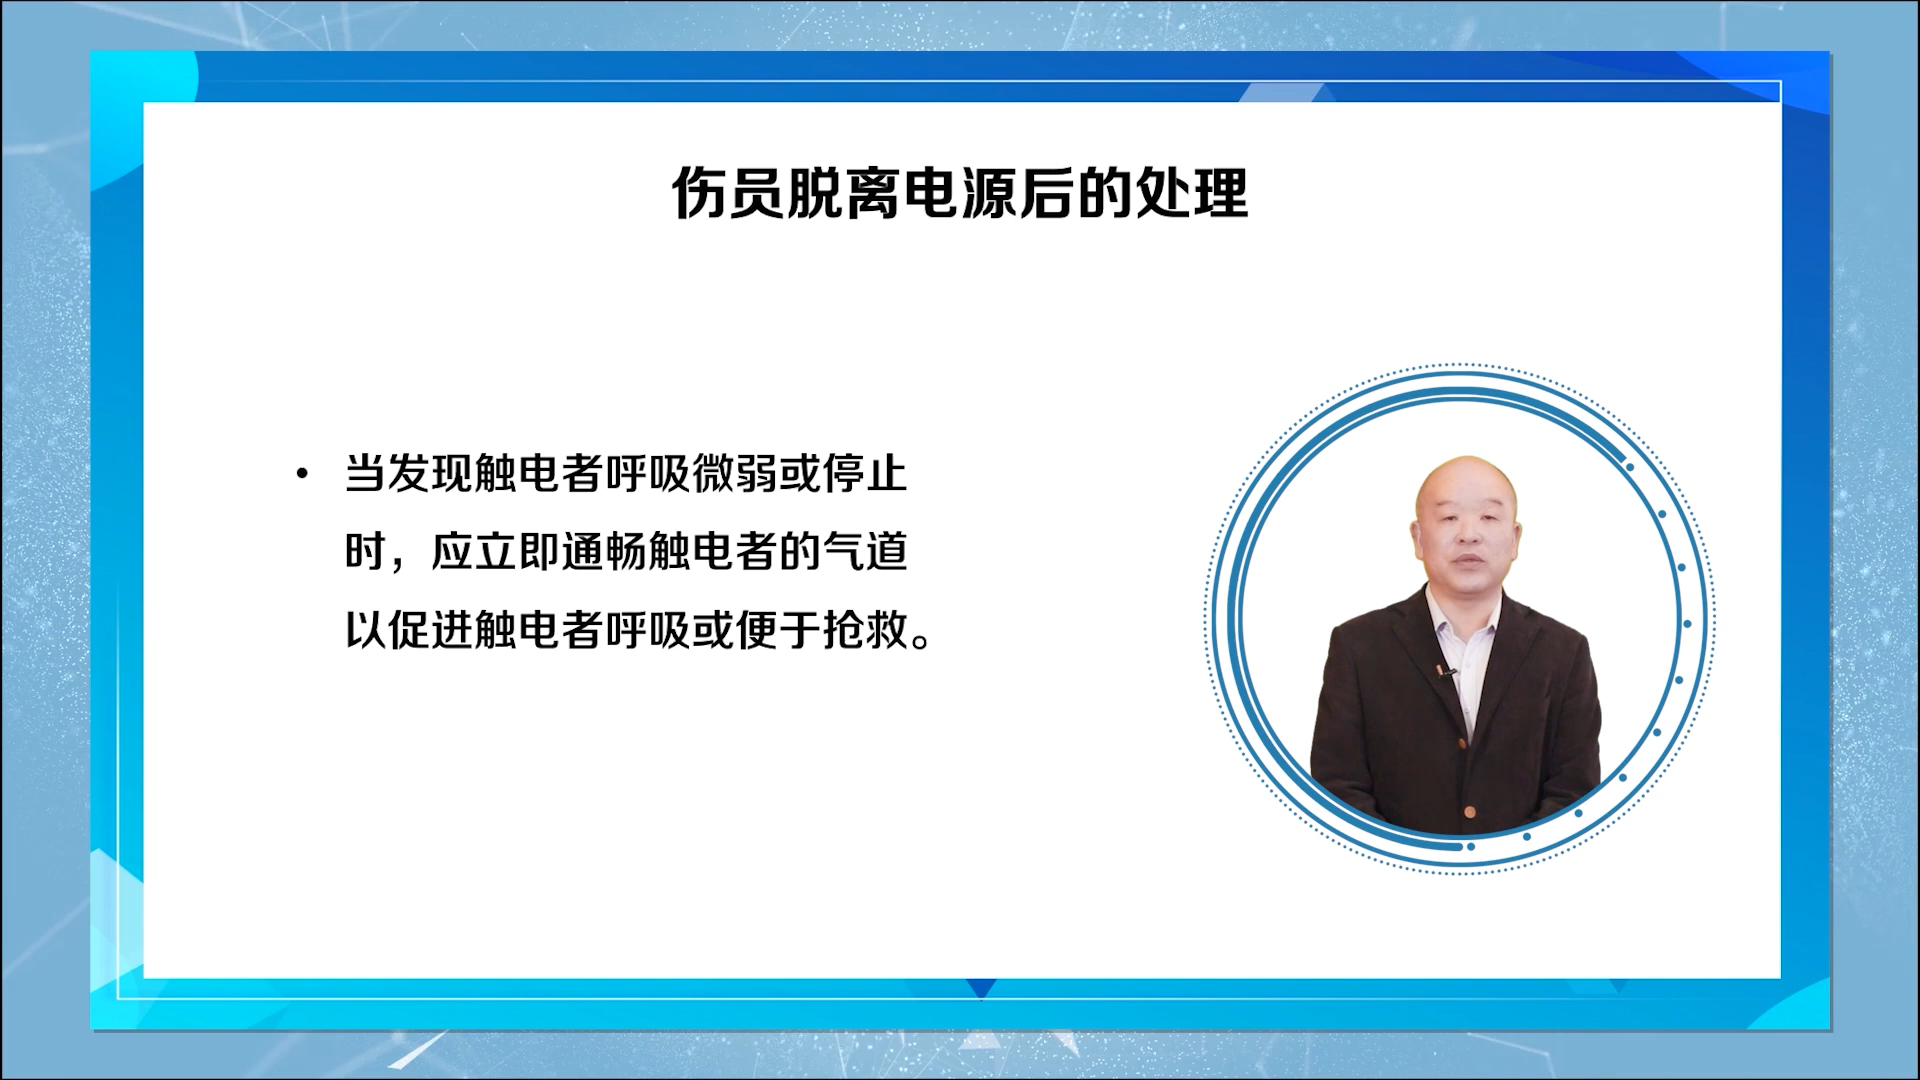 伤员脱离电源后的处理
• 当发现触电者呼吸微弱或停止
时，应立即通畅触电者的气道
以促进触电者呼吸或便于抢救。